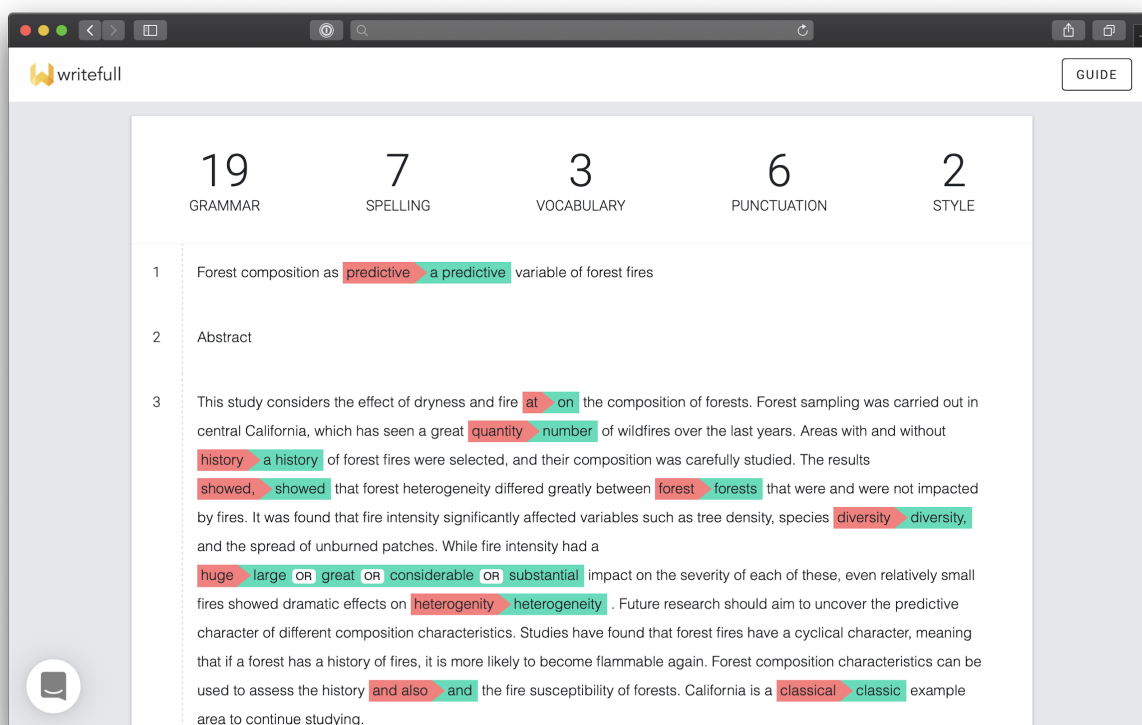 writefull
GUIDE
19 7 3 6 2
GRAMMAR SPELLING VOCABULARY PUNCTUATION STYLE
1 Forest composition as predictive a predictive variable of forest fires
2 Abstract
3 This study considers the effect of dryness and fire at on the composition of forests. Forest sampling was carried out in
central California, which has seen a great quantity number of wildfires over the last years. Areas with and without
history a history of forest fires were selected, and their composition was carefully studied. The results
showed, showed that forest heterogeneity differed greatly between forest forests that were and were not impacted
by fires. It was found that fire intensity significantly affected variables such as tree density, species diversity diversity,
and the spread of unburned patches. While fire intensity had a
huge large OR great OR considerable OR substantial impact on the severity of each of these, even relatively small
fires showed dramatic effects on heterogenity heterogeneity . Future research should aim to uncover the predictive
character of different composition characteristics. Studies have found that forest fires have a cyclical character, meaning
that if a forest has a history of fires, it is more likely to become flammable again. Forest composition characteristics can be
used to assess the history and also and the fire susceptibility of forests. California is a classical classic example
area to continue studying.